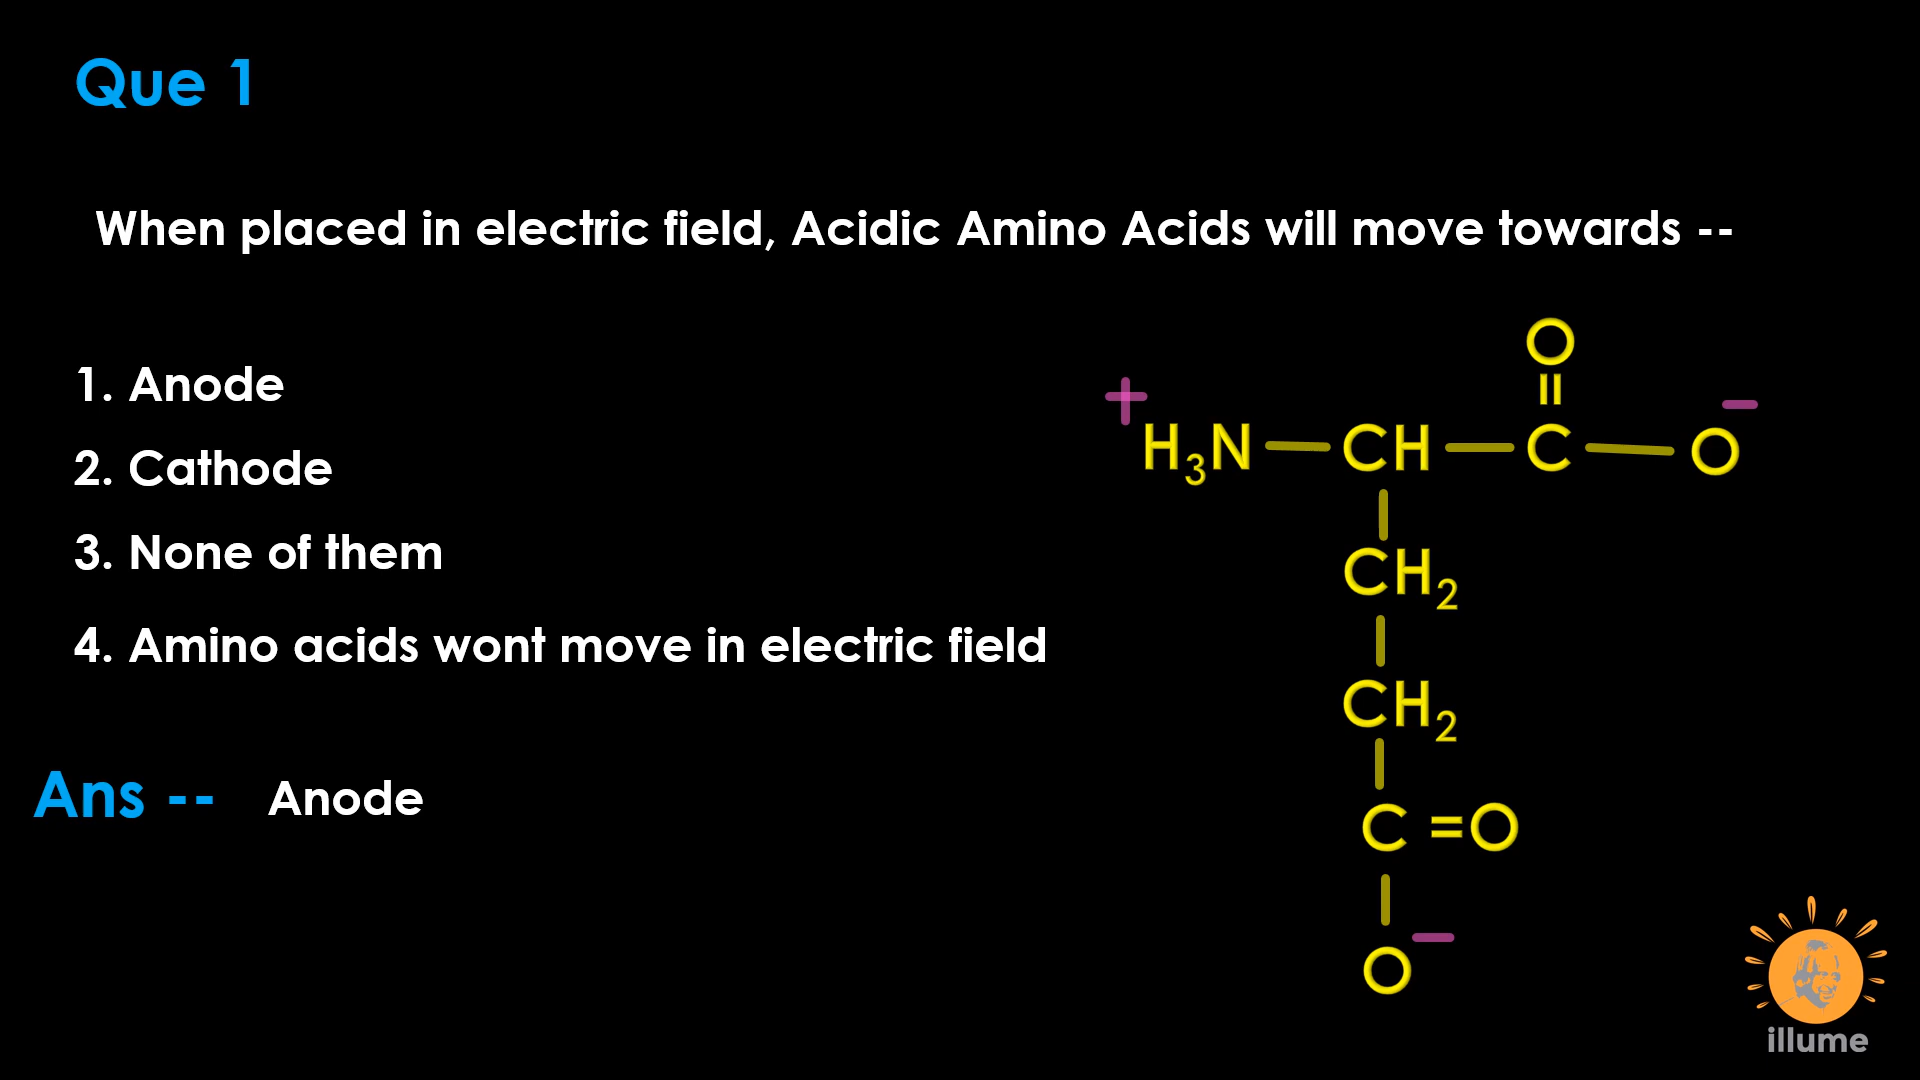 Que 1
When placed in electric field, Acidic Amino Acids will move towards --
1. Anode
2. Cathode
3. None of them
4. Amino acids wont move in electric field
Ans -- Anode
O
=
+ H₃N — CH — C — O −
CH₂
CH₂
C =O
O −
illume